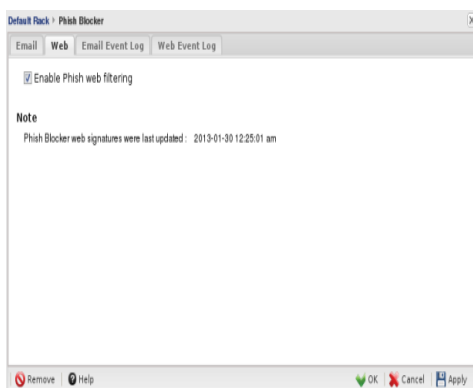 Default Rack › Phish Blocker
Email Web Email Event Log Web Event Log
Enable Phish web filtering
Note
Phish Blocker web signatures were last updated : 2013-01-30 12:25:01 am
Remove Help OK Cancel Apply